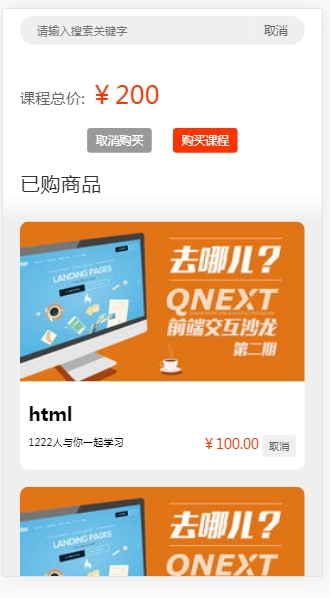 请输入搜索关键字 取消
课程总价: ¥ 200
取消购买 购买课程
已购商品
LANDING PAGES
去哪儿?
QNEXT
前端交互沙龙
第二期
html
1222人与你一起学习 ¥ 100.00 取消
LANDING PAGES
去哪儿?
QNEXT